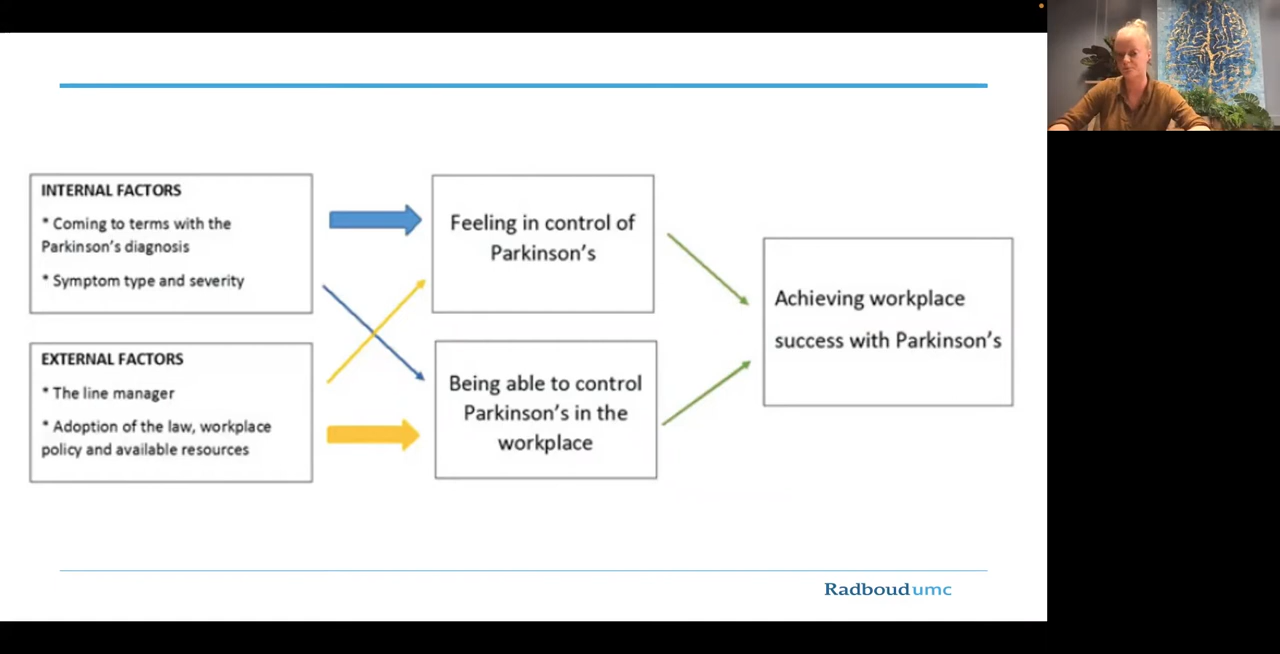 INTERNAL FACTORS
* Coming to terms with the
Parkinson's diagnosis
* Symptom type and severity
EXTERNAL FACTORS
* The line manager
* Adoption of the law, workplace
policy and available resources
Feeling in control of
Parkinson's
Being able to control
Parkinson's in the
workplace
Achieving workplace
success with Parkinson's
Radboudumc